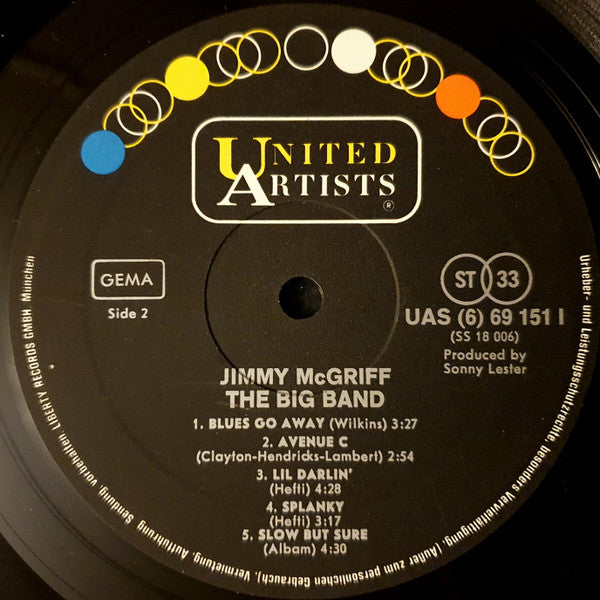 UNITED
ARTISTS
®
GEMA
Side 2
ST 33
UAS (6) 69 151 I
(SS 18 006)
Produced by
Sonny Lester
JIMMY McGRIFF
THE BIG BAND
1. BLUES GO AWAY (Wilkins) 3:27
2. AVENUE C
(Clayton-Hendricks-Lambert) 2:54
3. LIL DARLIN'
(Hefti) 4:28
4. SPLANKY
(Hefti) 3:17
5. SLOW BUT SURE
(Albam) 4:30
Urheber- und Leistungsschutzrechte, besonders Vervielfältigung, (Außer zum persönlichen Gebrauch), Verbreitung, Vermietung, Aufführung Sendung, vorbehalten. LIBERTY RECORDS GMBH. München